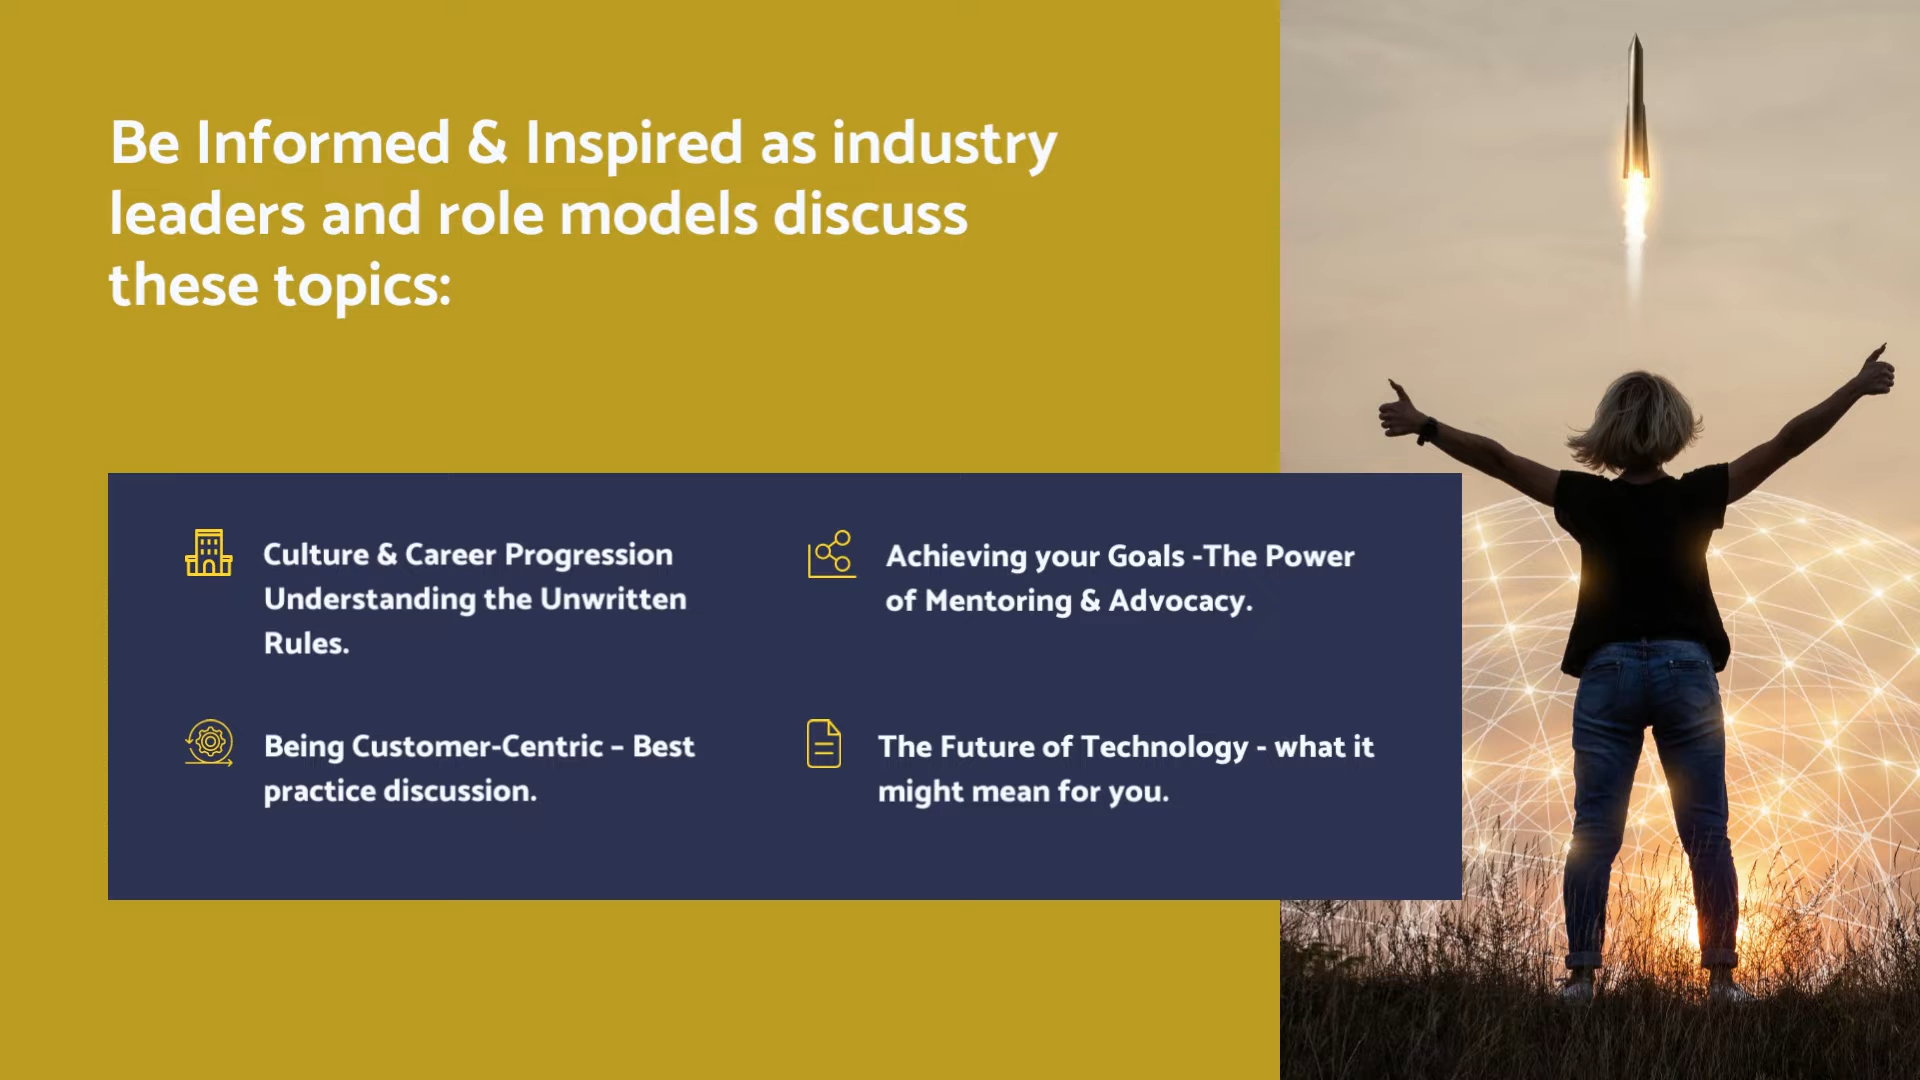 Be Informed & Inspired as industry
leaders and role models discuss
these topics:
Culture & Career Progression
Understanding the Unwritten
Rules.
Achieving your Goals -The Power
of Mentoring & Advocacy.
Being Customer-Centric – Best
practice discussion.
The Future of Technology - what it
might mean for you.